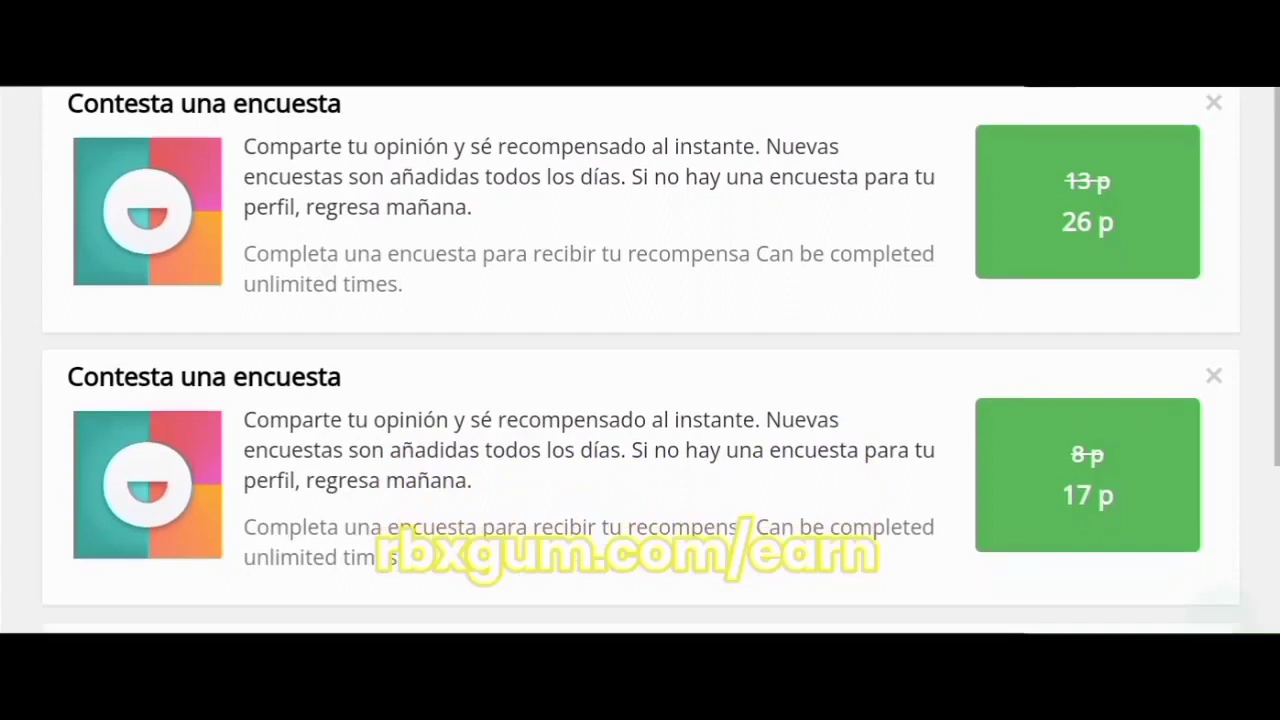 Contesta una encuesta
Comparte tu opinión y sé recompensado al instante. Nuevas
encuestas son añadidas todos los días. Si no hay una encuesta para tu
perfil, regresa mañana.
Completa una encuesta para recibir tu recompensa Can be completed
unlimited times.
13 p
26 p
Contesta una encuesta
Comparte tu opinión y sé recompensado al instante. Nuevas
encuestas son añadidas todos los días. Si no hay una encuesta para tu
perfil, regresa mañana.
Completa una encuesta para recibir tu recompensa Can be completed
unlimited times.
8 p
17 p
rbxgum.com/earn